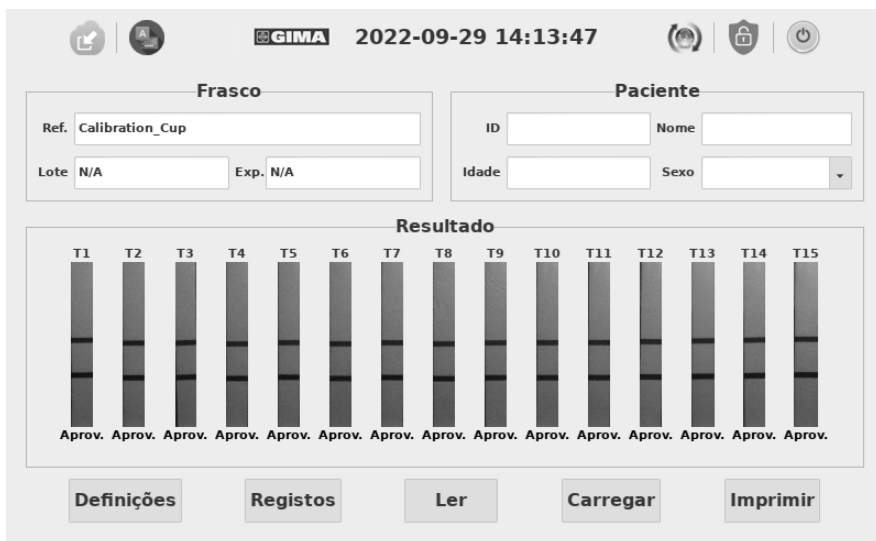 GIMA 2022-09-29 14:13:47
Frasco
Ref. Calibration_Cup
Lote N/A Exp. N/A
Paciente
ID Nome
Idade Sexo
Resultado
T1 T2 T3 T4 T5 T6 T7 T8 T9 T10 T11 T12 T13 T14 T15
Aprov. Aprov. Aprov. Aprov. Aprov. Aprov. Aprov. Aprov. Aprov. Aprov. Aprov. Aprov. Aprov. Aprov. Aprov.
Definições Registos Ler Carregar Imprimir